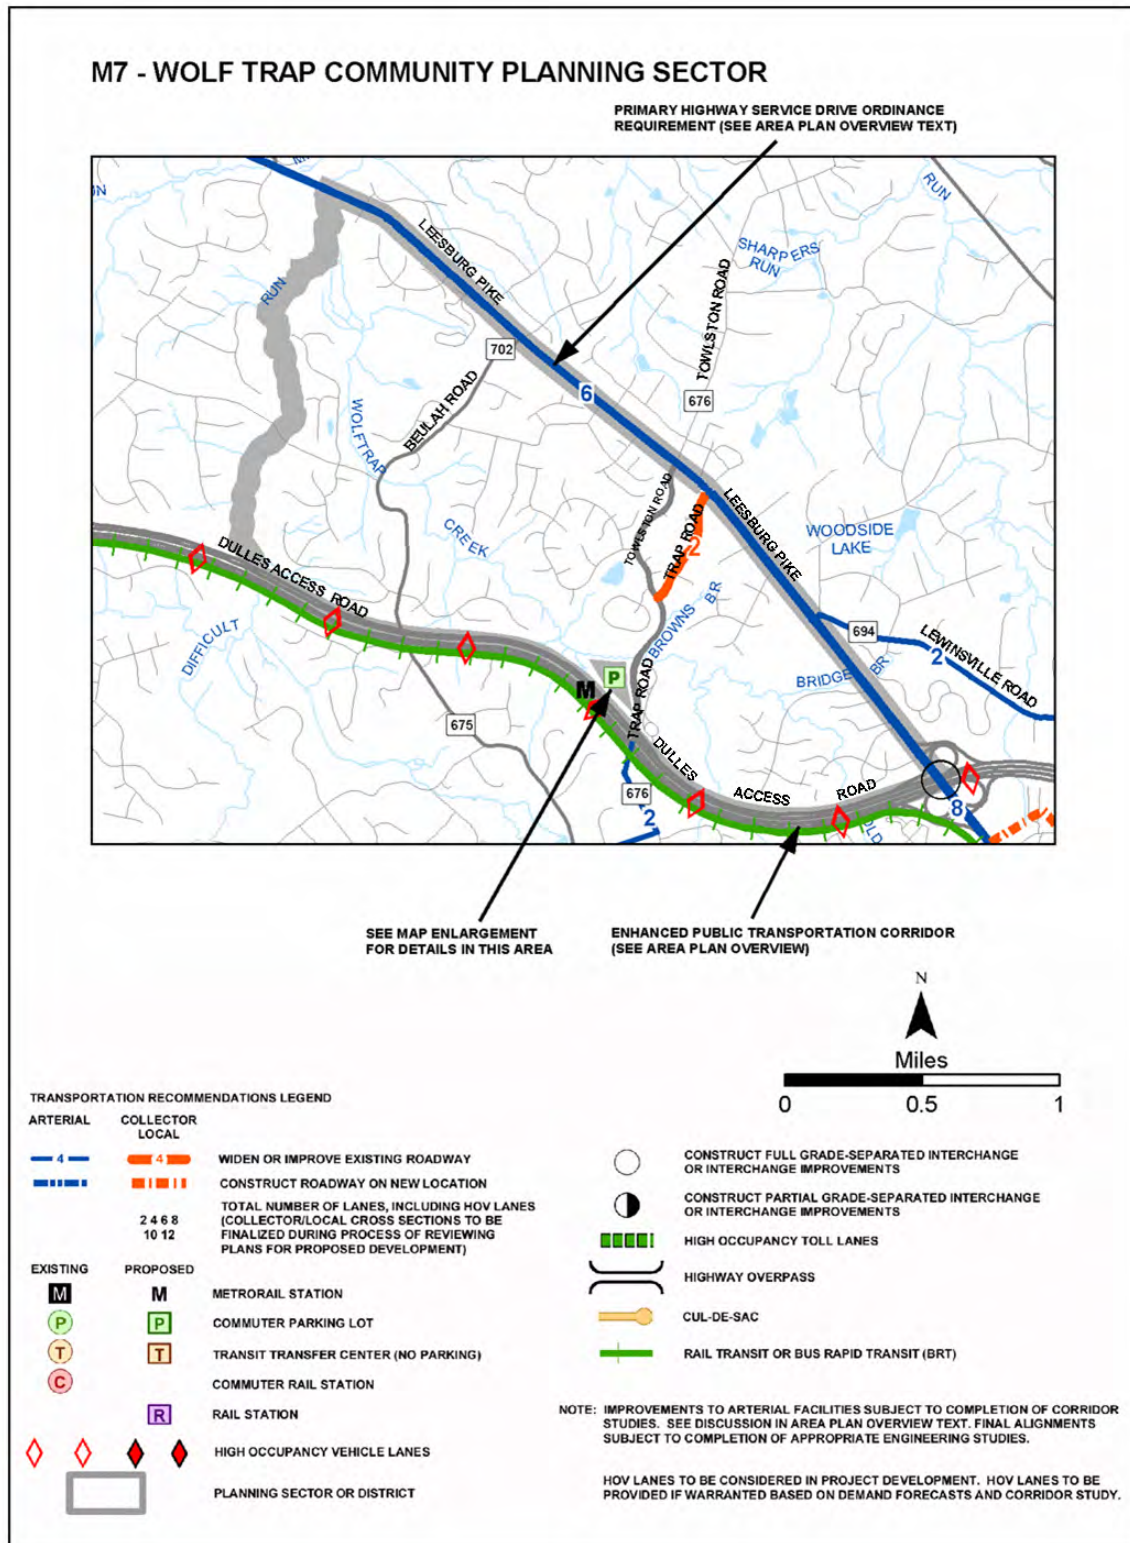 M7 - WOLF TRAP COMMUNITY PLANNING SECTOR
PRIMARY HIGHWAY SERVICE DRIVE ORDINANCE
REQUIREMENT (SEE AREA PLAN OVERVIEW TEXT)
RUN
SHARPERS
RUN
LEESBURG PIKE
RUN
TOWLSTON ROAD
702
6
676
BEULAH ROAD
WOLFTRAP
CREEK
TOWLSTON ROAD
TRAP ROAD
2
LEESBURG PIKE
WOODSIDE
LAKE
DULLES ACCESS ROAD
DIFFICULT
BROWNS BR
694
LEWINSVILLE ROAD
2
BRIDGE BR
P
M
TRAP ROAD
675
DULLES ACCESS ROAD
676
2
8
OLD
SEE MAP ENLARGEMENT
FOR DETAILS IN THIS AREA
ENHANCED PUBLIC TRANSPORTATION CORRIDOR
(SEE AREA PLAN OVERVIEW)
N
Miles
0 0.5 1
TRANSPORTATION RECOMMENDATIONS LEGEND
ARTERIAL COLLECTOR
LOCAL
4 4 WIDEN OR IMPROVE EXISTING ROADWAY
CONSTRUCT ROADWAY ON NEW LOCATION
2 4 6 8
10 12
TOTAL NUMBER OF LANES, INCLUDING HOV LANES
(COLLECTOR/LOCAL CROSS SECTIONS TO BE
FINALIZED DURING PROCESS OF REVIEWING
PLANS FOR PROPOSED DEVELOPMENT)
EXISTING PROPOSED
M M METRORAIL STATION
P P COMMUTER PARKING LOT
T T TRANSIT TRANSFER CENTER (NO PARKING)
C COMMUTER RAIL STATION
R RAIL STATION
HIGH OCCUPANCY VEHICLE LANES
PLANNING SECTOR OR DISTRICT
CONSTRUCT FULL GRADE-SEPARATED INTERCHANGE
OR INTERCHANGE IMPROVEMENTS
CONSTRUCT PARTIAL GRADE-SEPARATED INTERCHANGE
OR INTERCHANGE IMPROVEMENTS
HIGH OCCUPANCY TOLL LANES
HIGHWAY OVERPASS
CUL-DE-SAC
RAIL TRANSIT OR BUS RAPID TRANSIT (BRT)
NOTE: IMPROVEMENTS TO ARTERIAL FACILITIES SUBJECT TO COMPLETION OF CORRIDOR
STUDIES. SEE DISCUSSION IN AREA PLAN OVERVIEW TEXT. FINAL ALIGNMENTS
SUBJECT TO COMPLETION OF APPROPRIATE ENGINEERING STUDIES.
HOV LANES TO BE CONSIDERED IN PROJECT DEVELOPMENT. HOV LANES TO BE
PROVIDED IF WARRANTED BASED ON DEMAND FORECASTS AND CORRIDOR STUDY.